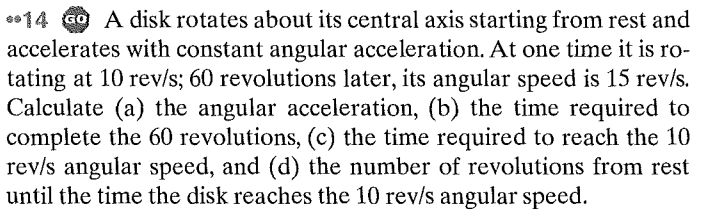 ••14 GO A disk rotates about its central axis starting from rest and
accelerates with constant angular acceleration. At one time it is ro-
tating at 10 rev/s; 60 revolutions later, its angular speed is 15 rev/s.
Calculate (a) the angular acceleration, (b) the time required to
complete the 60 revolutions, (c) the time required to reach the 10
rev/s angular speed, and (d) the number of revolutions from rest
until the time the disk reaches the 10 rev/s angular speed.